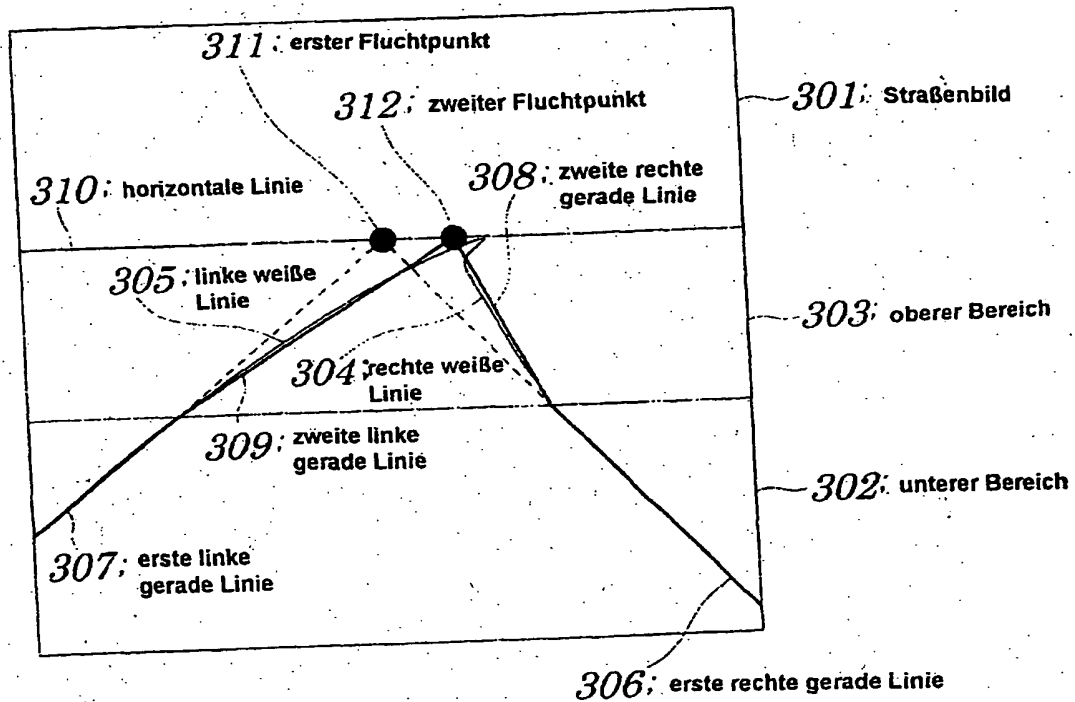 311; erster Fluchtpunkt
312; zweiter Fluchtpunkt
301; Straßenbild
308; zweite rechte
gerade Linie
310; horizontale Linie
305; linke weiße
Linie
303; oberer Bereich
304; rechte weiße
Linie
309; zweite linke
gerade Linie
302; unterer Bereich
307; erste linke
gerade Linie
306; erste rechte gerade Linie